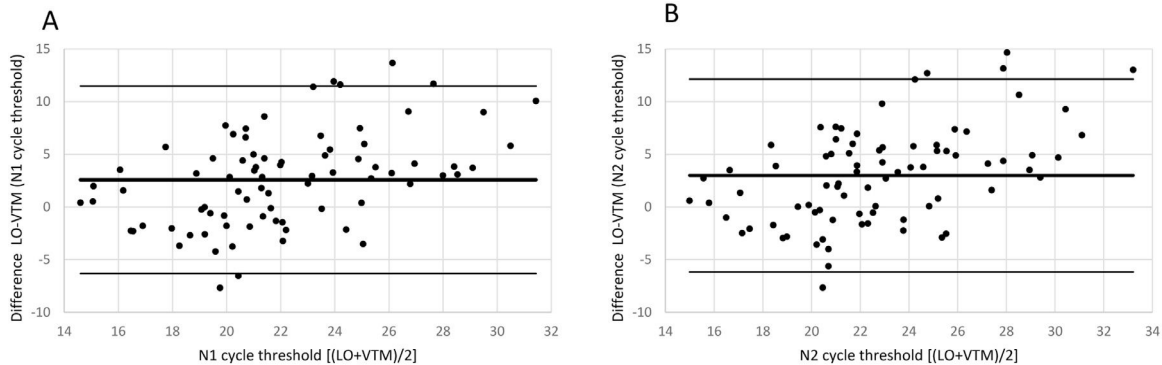 A
Difference LO-VTM (N1 cycle threshold)
15
10
5
0
-5
-10
14 16 18 20 22 24 26 28 30 32
N1 cycle threshold [(LO+VTM)/2]
B
Difference LO-VTM (N2 cycle threshold)
15
10
5
0
-5
-10
14 16 18 20 22 24 26 28 30 32 34
N2 cycle threshold [(LO+VTM)/2]